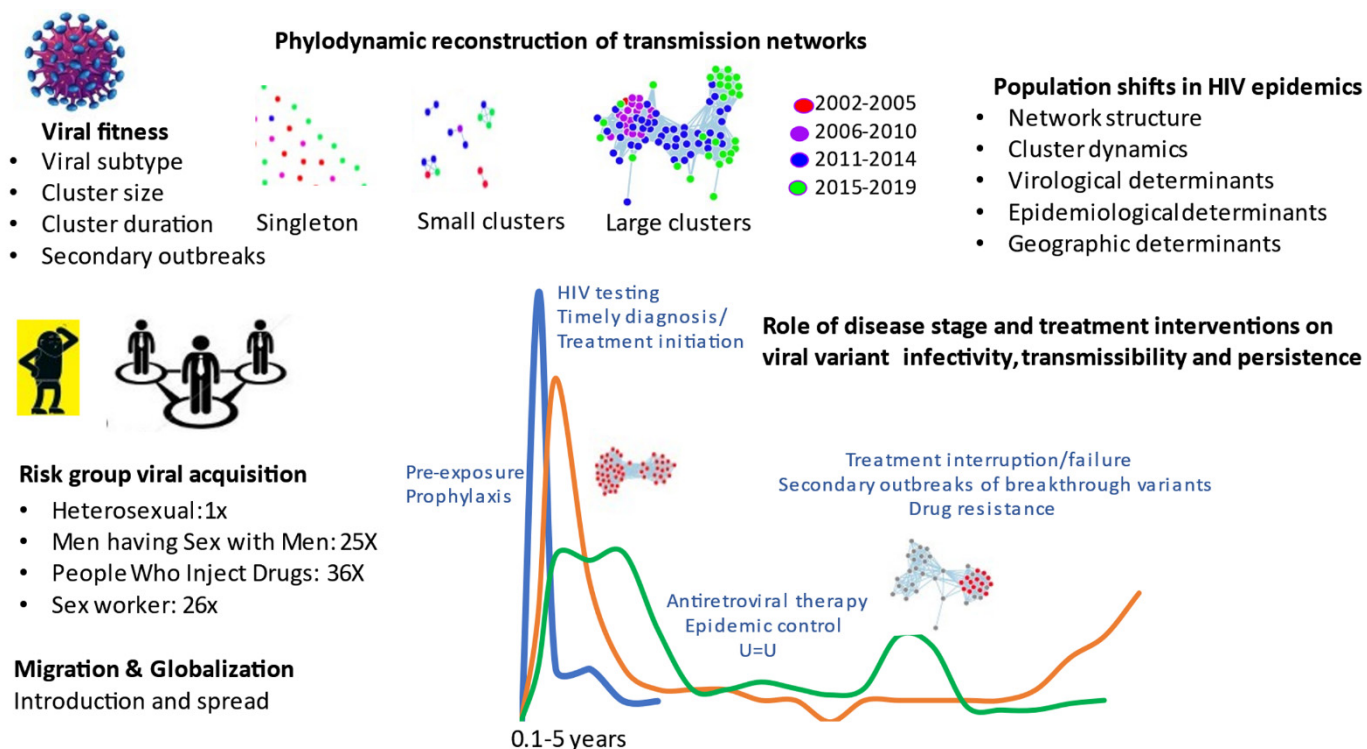 Phylodynamic reconstruction of transmission networks
Viral fitness
• Viral subtype
• Cluster size
• Cluster duration
• Secondary outbreaks
Singleton
Small clusters
Large clusters
2002-2005
2006-2010
2011-2014
2015-2019
Population shifts in HIV epidemics
• Network structure
• Cluster dynamics
• Virological determinants
• Epidemiological determinants
• Geographic determinants
Risk group viral acquisition
• Heterosexual:1x
• Men having Sex with Men: 25X
• People Who Inject Drugs: 36X
• Sex worker: 26x
Migration & Globalization
Introduction and spread
HIV testing
Timely diagnosis/
Treatment initiation
Role of disease stage and treatment interventions on
viral variant infectivity, transmissibility and persistence
Pre-exposure
Prophylaxis
Treatment interruption/failure
Secondary outbreaks of breakthrough variants
Drug resistance
Antiretroviral therapy
Epidemic control
U=U
0.1-5 years